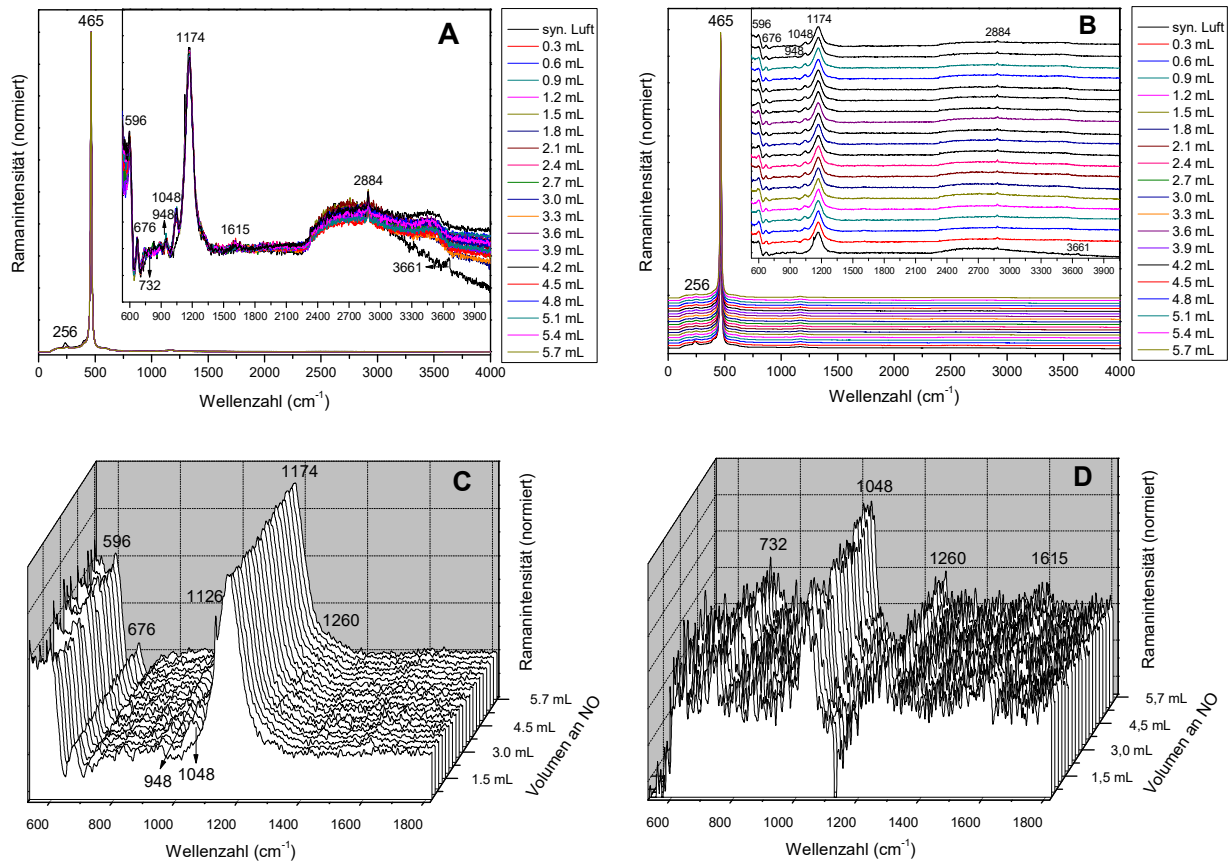 A
465
1174
596
1048
948
676
732
1615
2884
3661
600 900 1200 1500 1800 2100 2400 2700 3000 3300 3600 3900
256
0 500 1000 1500 2000 2500 3000 3500 4000
Wellenzahl (cm⁻¹)
Ramanintensität (normiert)
syn. Luft
0.3 mL
0.6 mL
0.9 mL
1.2 mL
1.5 mL
1.8 mL
2.1 mL
2.4 mL
2.7 mL
3.0 mL
3.3 mL
3.6 mL
3.9 mL
4.2 mL
4.5 mL
4.8 mL
5.1 mL
5.4 mL
5.7 mL
B
465
596
676
1048
948
1174
2884
3661
600 900 1200 1500 1800 2100 2400 2700 3000 3300 3600 3900
256
0 500 1000 1500 2000 2500 3000 3500 4000
Wellenzahl (cm⁻¹)
Ramanintensität (normiert)
syn. Luft
0.3 mL
0.6 mL
0.9 mL
1.2 mL
1.5 mL
1.8 mL
2.1 mL
2.4 mL
2.7 mL
3.0 mL
3.3 mL
3.6 mL
3.9 mL
4.2 mL
4.5 mL
4.8 mL
5.1 mL
5.4 mL
5.7 mL
C
1174
596
1126
676
1260
948
1048
600 800 1000 1200 1400 1600 1800
Wellenzahl (cm⁻¹)
Ramanintensität (normiert)
5.7 mL
4.5 mL
3.0 mL
1.5 mL
Volumen an NO
D
1048
732
1260
1615
600 800 1000 1200 1400 1600 1800
Wellenzahl (cm⁻¹)
Ramanintensität (normiert)
5,7 mL
4,5 mL
3,0 mL
1,5 mL
Volumen an NO